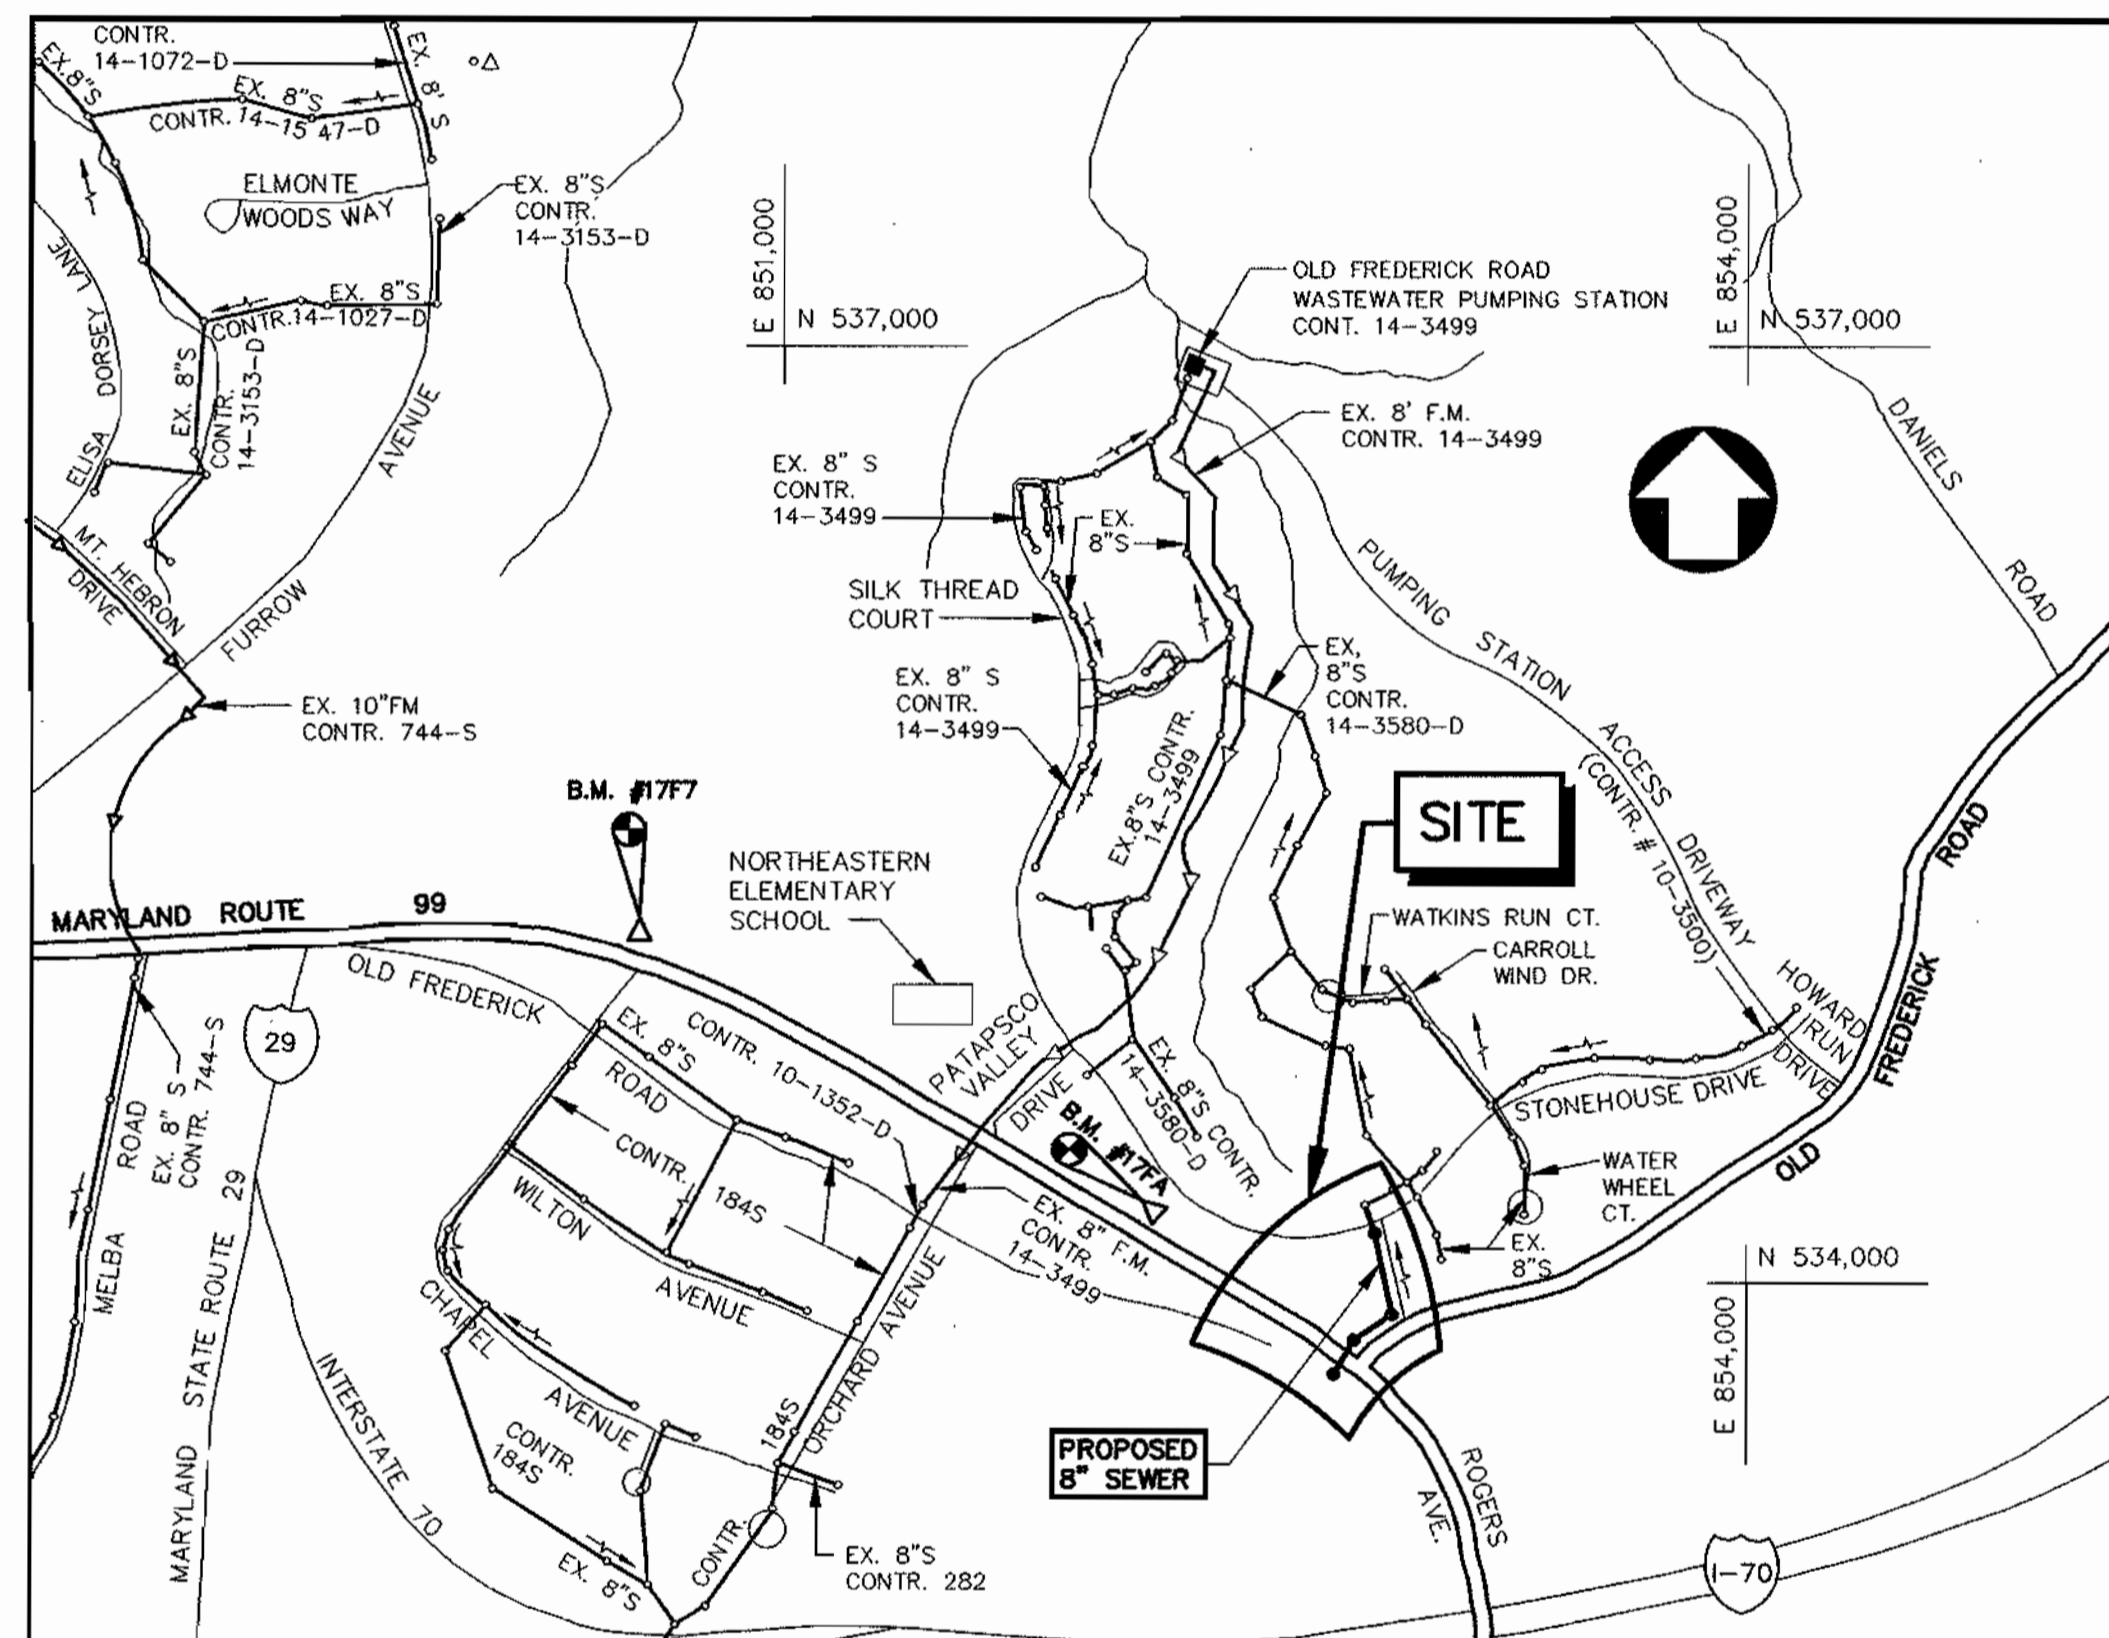 CONTR.
14-1072-D
EX.8"S
EX. 8' S
EX. 8"S
CONTR. 14-15 47-D
ELMONTE
WOODS WAY
EX. 8"S
CONTR.
14-3153-D
EX. 8"S
CONTR.14-1027-D
ELISA DORSEY LANE
EX. 8"S
CONTR.
14-3153-D
FURROW AVENUE
MT. HEBRON
DRIVE
EX. 10"FM
CONTR. 744-S
E 851,000
N 537,000
OLD FREDERICK ROAD
WASTEWATER PUMPING STATION
CONT. 14-3499
E 854,000
N 537,000
EX. 8' F.M.
CONTR. 14-3499
DANIELS ROAD
EX. 8" S
CONTR.
14-3499
EX.
8"S
SILK THREAD
COURT
PUMPING STATION ACCESS DRIVEWAY
(CONTR. # 10-3500)
EX,
8"S
CONTR.
14-3580-D
EX. 8" S
CONTR.
14-3499
EX.8"S CONTR.
14-3499
SITE
B.M. #17F7
NORTHEASTERN
ELEMENTARY
SCHOOL
MARYLAND ROUTE 99
WATKINS RUN CT.
CARROLL
WIND DR.
OLD FREDERICK ROAD
HOWARD
RUN
DRIVE
OLD FREDERICK ROAD
29
EX. 8"S
CONTR. 10-1352-D
PATAPSCO
VALLEY
DRIVE
EX. 8"S CONTR.
14-3580-D
STONEHOUSE DRIVE
B.M. #17FA
MELBA ROAD
EX. 8" S
CONTR. 744-S
MARYLAND STATE ROUTE 29
CONTR.
184S
WILTON AVENUE
EX. 8" F.M.
CONTR.
14-3499
WATER
WHEEL
CT.
EX.
8"S
N 534,000
E 854,000
CHAPEL AVENUE
ORCHARD AVENUE
INTERSTATE 70
CONTR.
184S
CONTR. 184S
PROPOSED
8" SEWER
ROGERS
AVE.
EX. 8"S
EX. 8"S
CONTR. 282
I-70